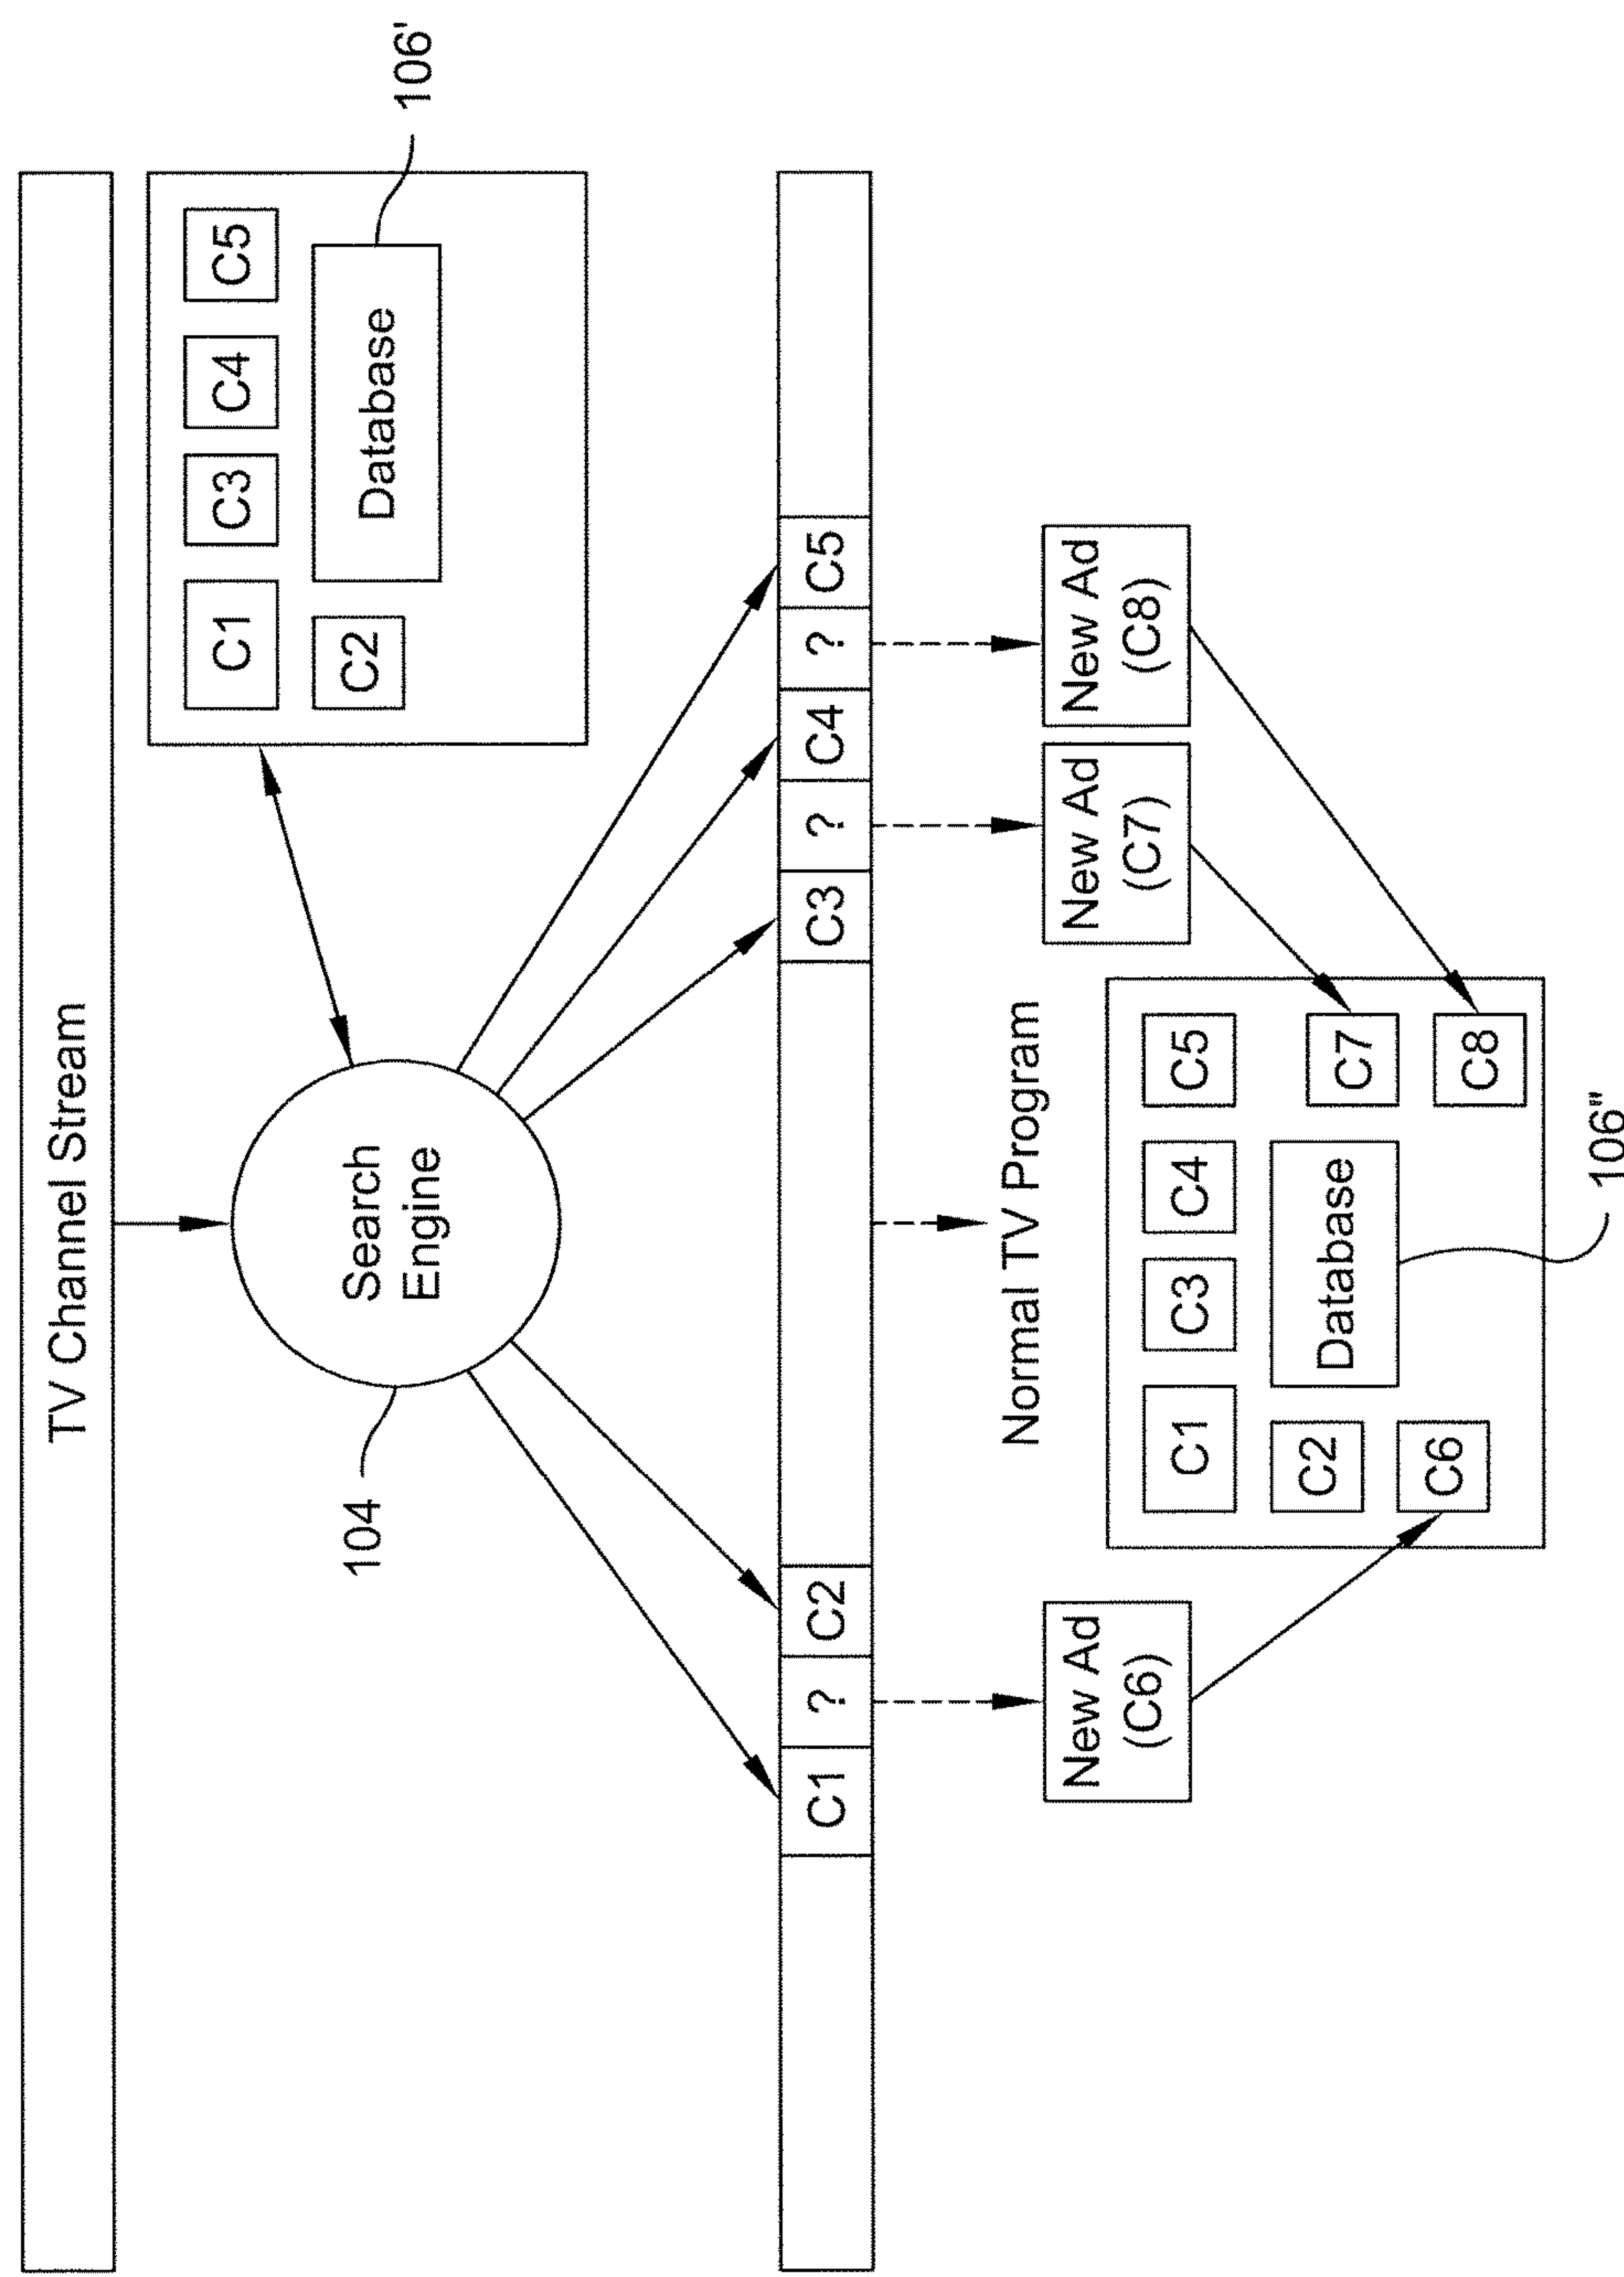 TV Channel Stream
106'
C1
C3
C4
C5
C2
Database
Search
Engine
104
C1
?
C2
C3
?
C4
?
C5
Normal TV Program
New Ad
(C6)
New Ad
(C7)
New Ad
(C8)
C1
C3
C4
C5
C2
Database
C7
C6
C8
106"